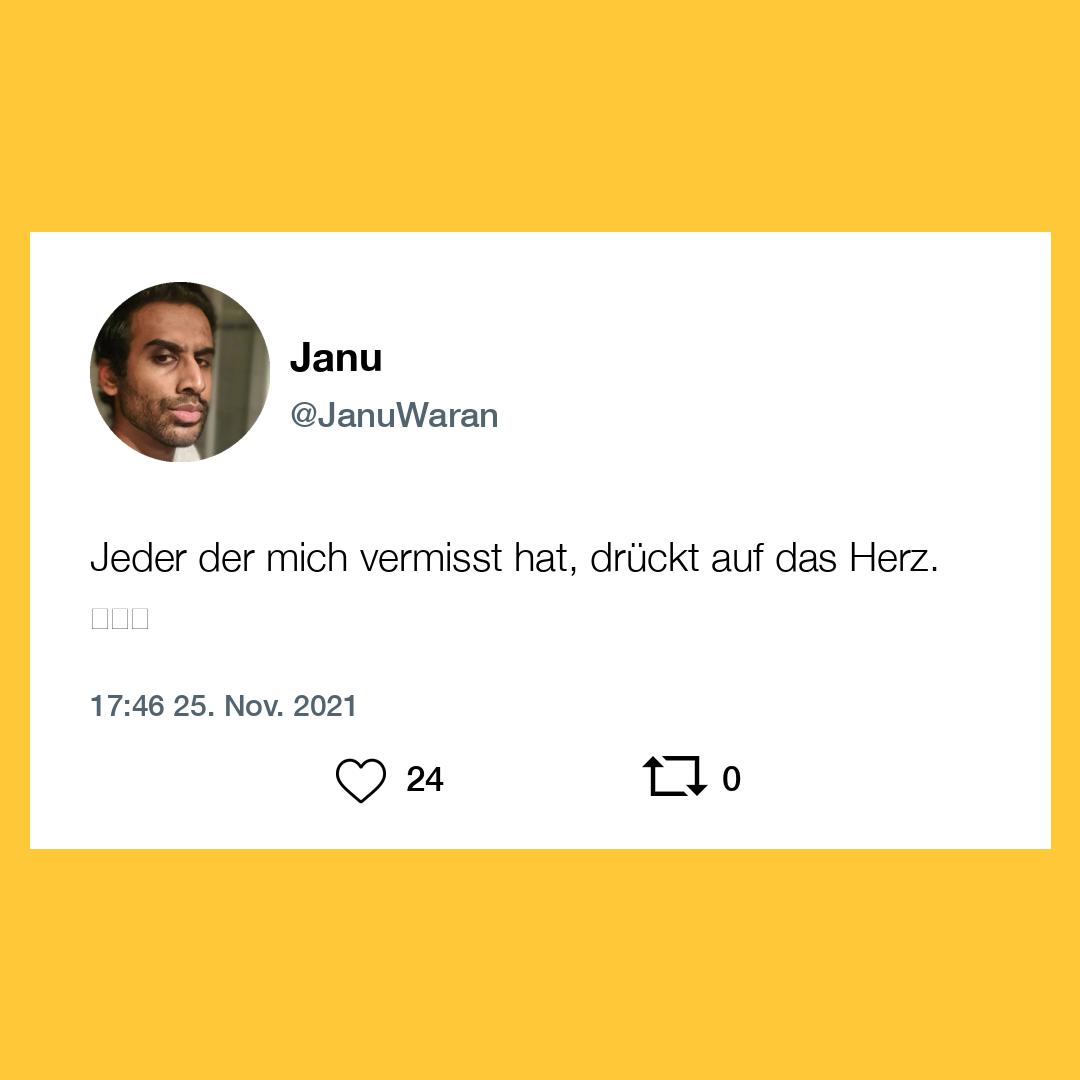 Janu
@JanuWaran
Jeder der mich vermisst hat, drückt auf das Herz.
17:46 25. Nov. 2021
24
0